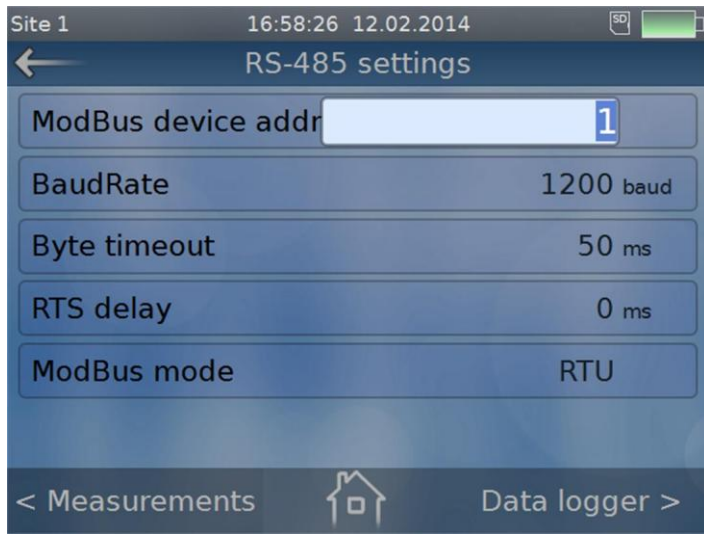 Site 1 16:58:26 12.02.2014 SD
RS-485 settings
ModBus device addr 1
BaudRate 1200 baud
Byte timeout 50 ms
RTS delay 0 ms
ModBus mode RTU
< Measurements Data logger >